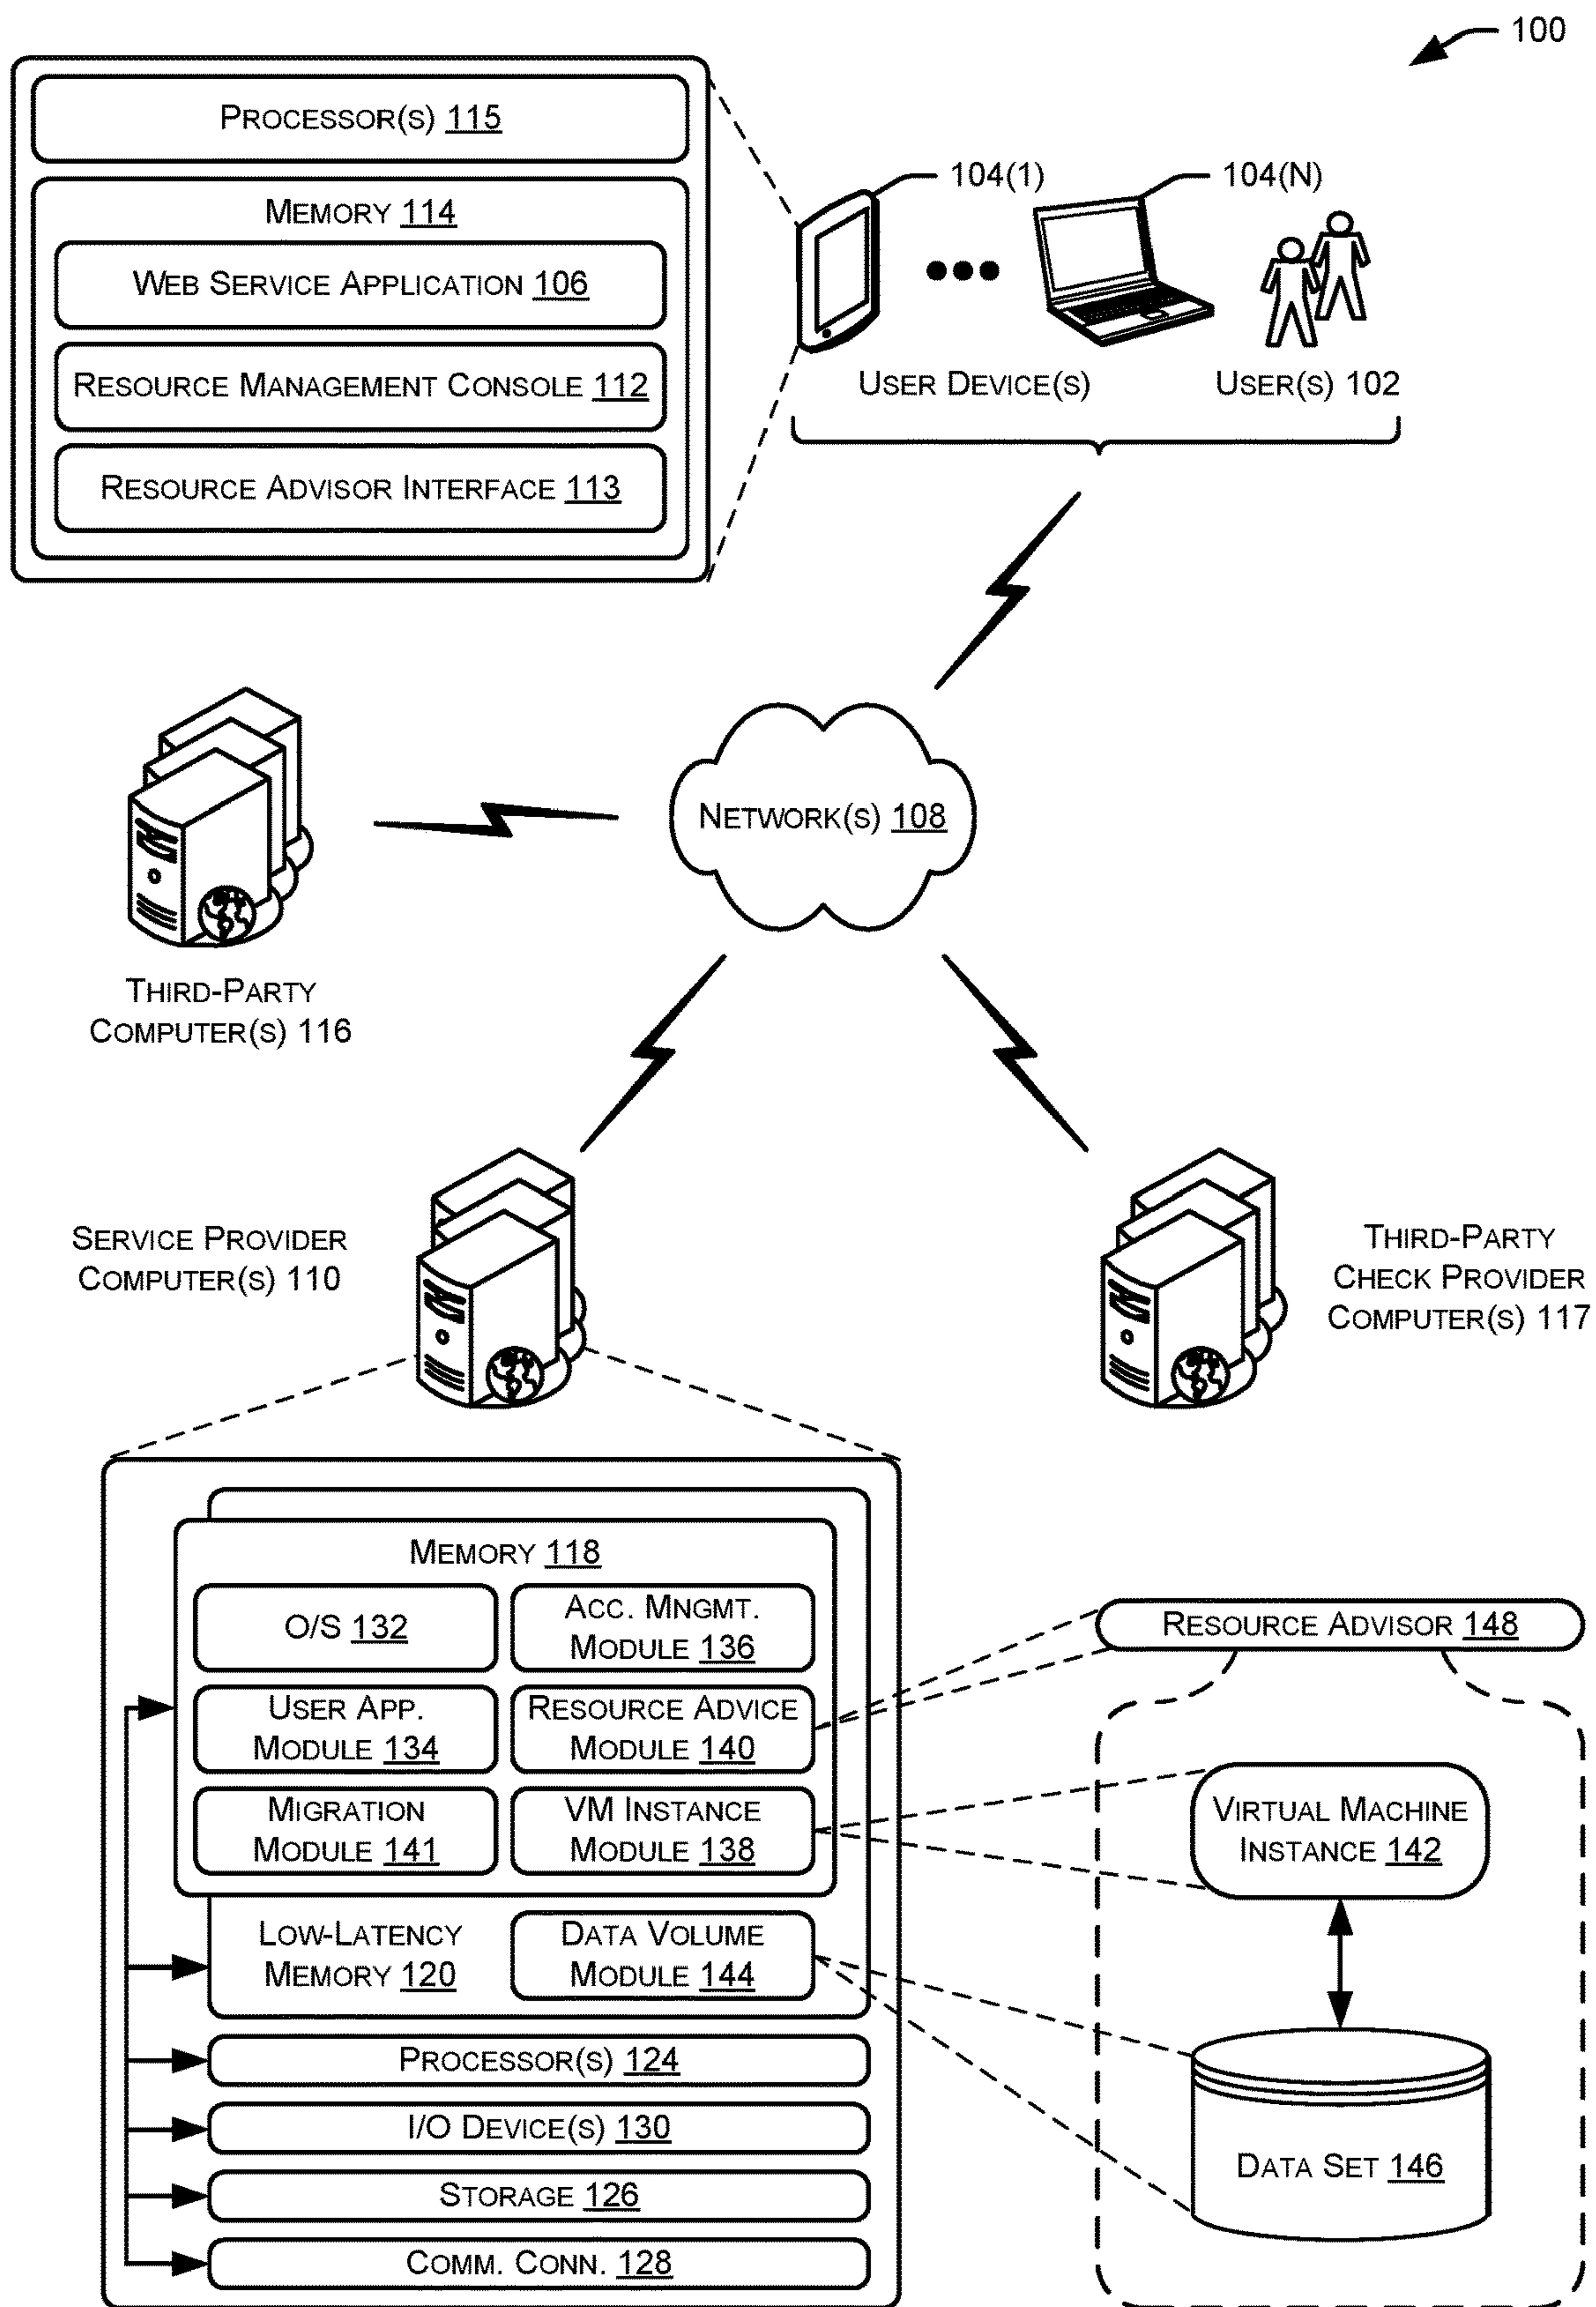 100
Processor(s) 115
Memory 114
Web Service Application 106
Resource Management Console 112
Resource Advisor Interface 113
104(1)
104(N)
User Device(s)
User(s) 102
Network(s) 108
Third-Party
Computer(s) 116
Service Provider
Computer(s) 110
Third-Party
Check Provider
Computer(s) 117
Memory 118
O/S 132
Acc. Mngmt.
Module 136
User App.
Module 134
Resource Advice
Module 140
Migration
Module 141
VM Instance
Module 138
Low-Latency
Memory 120
Data Volume
Module 144
Processor(s) 124
I/O Device(s) 130
Storage 126
Comm. Conn. 128
Resource Advisor 148
Virtual Machine
Instance 142
Data Set 146